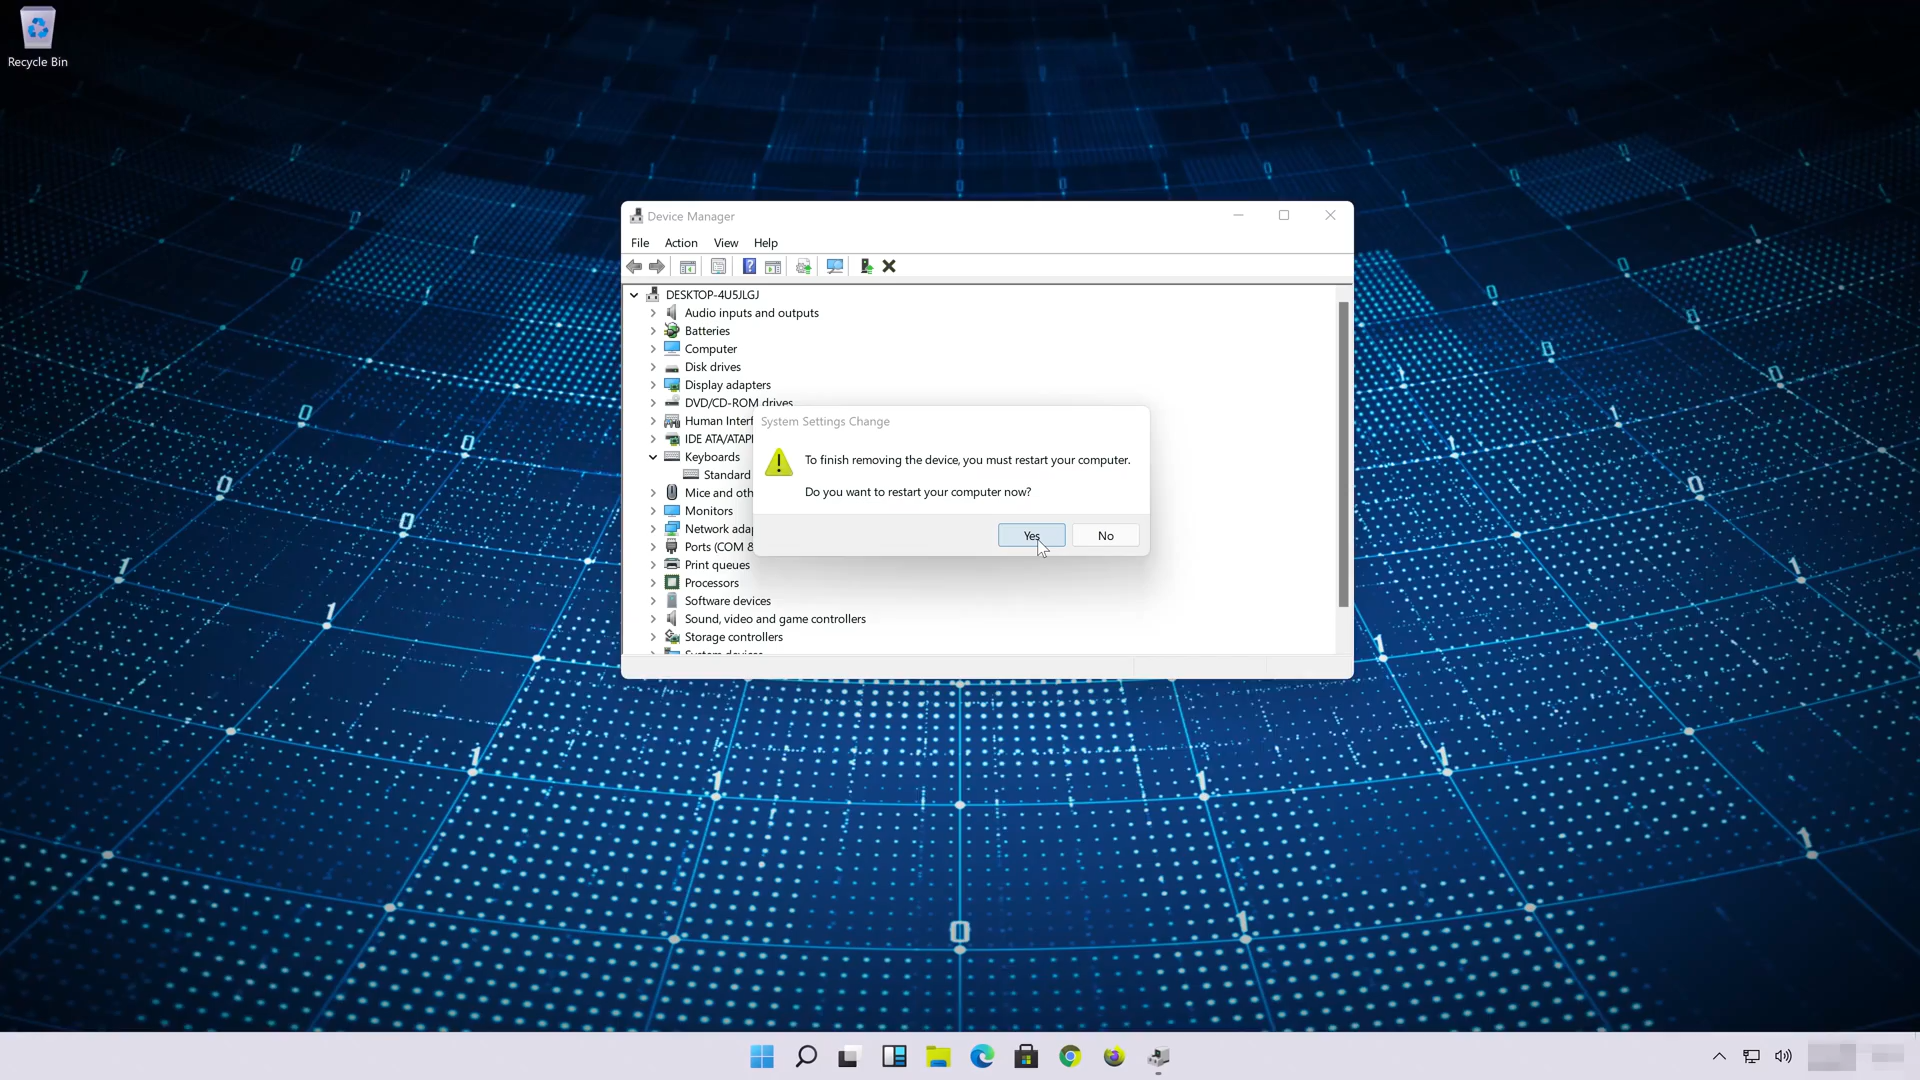 Recycle Bin
Device Manager
File Action View Help
DESKTOP-4U5JLGJ
Audio inputs and outputs
Batteries
Computer
Disk drives
Display adapters
DVD/CD-ROM drives
Human Interf
IDE ATA/ATAPI
Keyboards
Standard
Mice and oth
Monitors
Network adap
Ports (COM &
Print queues
Processors
Software devices
Sound, video and game controllers
Storage controllers
System devices
System Settings Change
To finish removing the device, you must restart your computer.
Do you want to restart your computer now?
Yes No